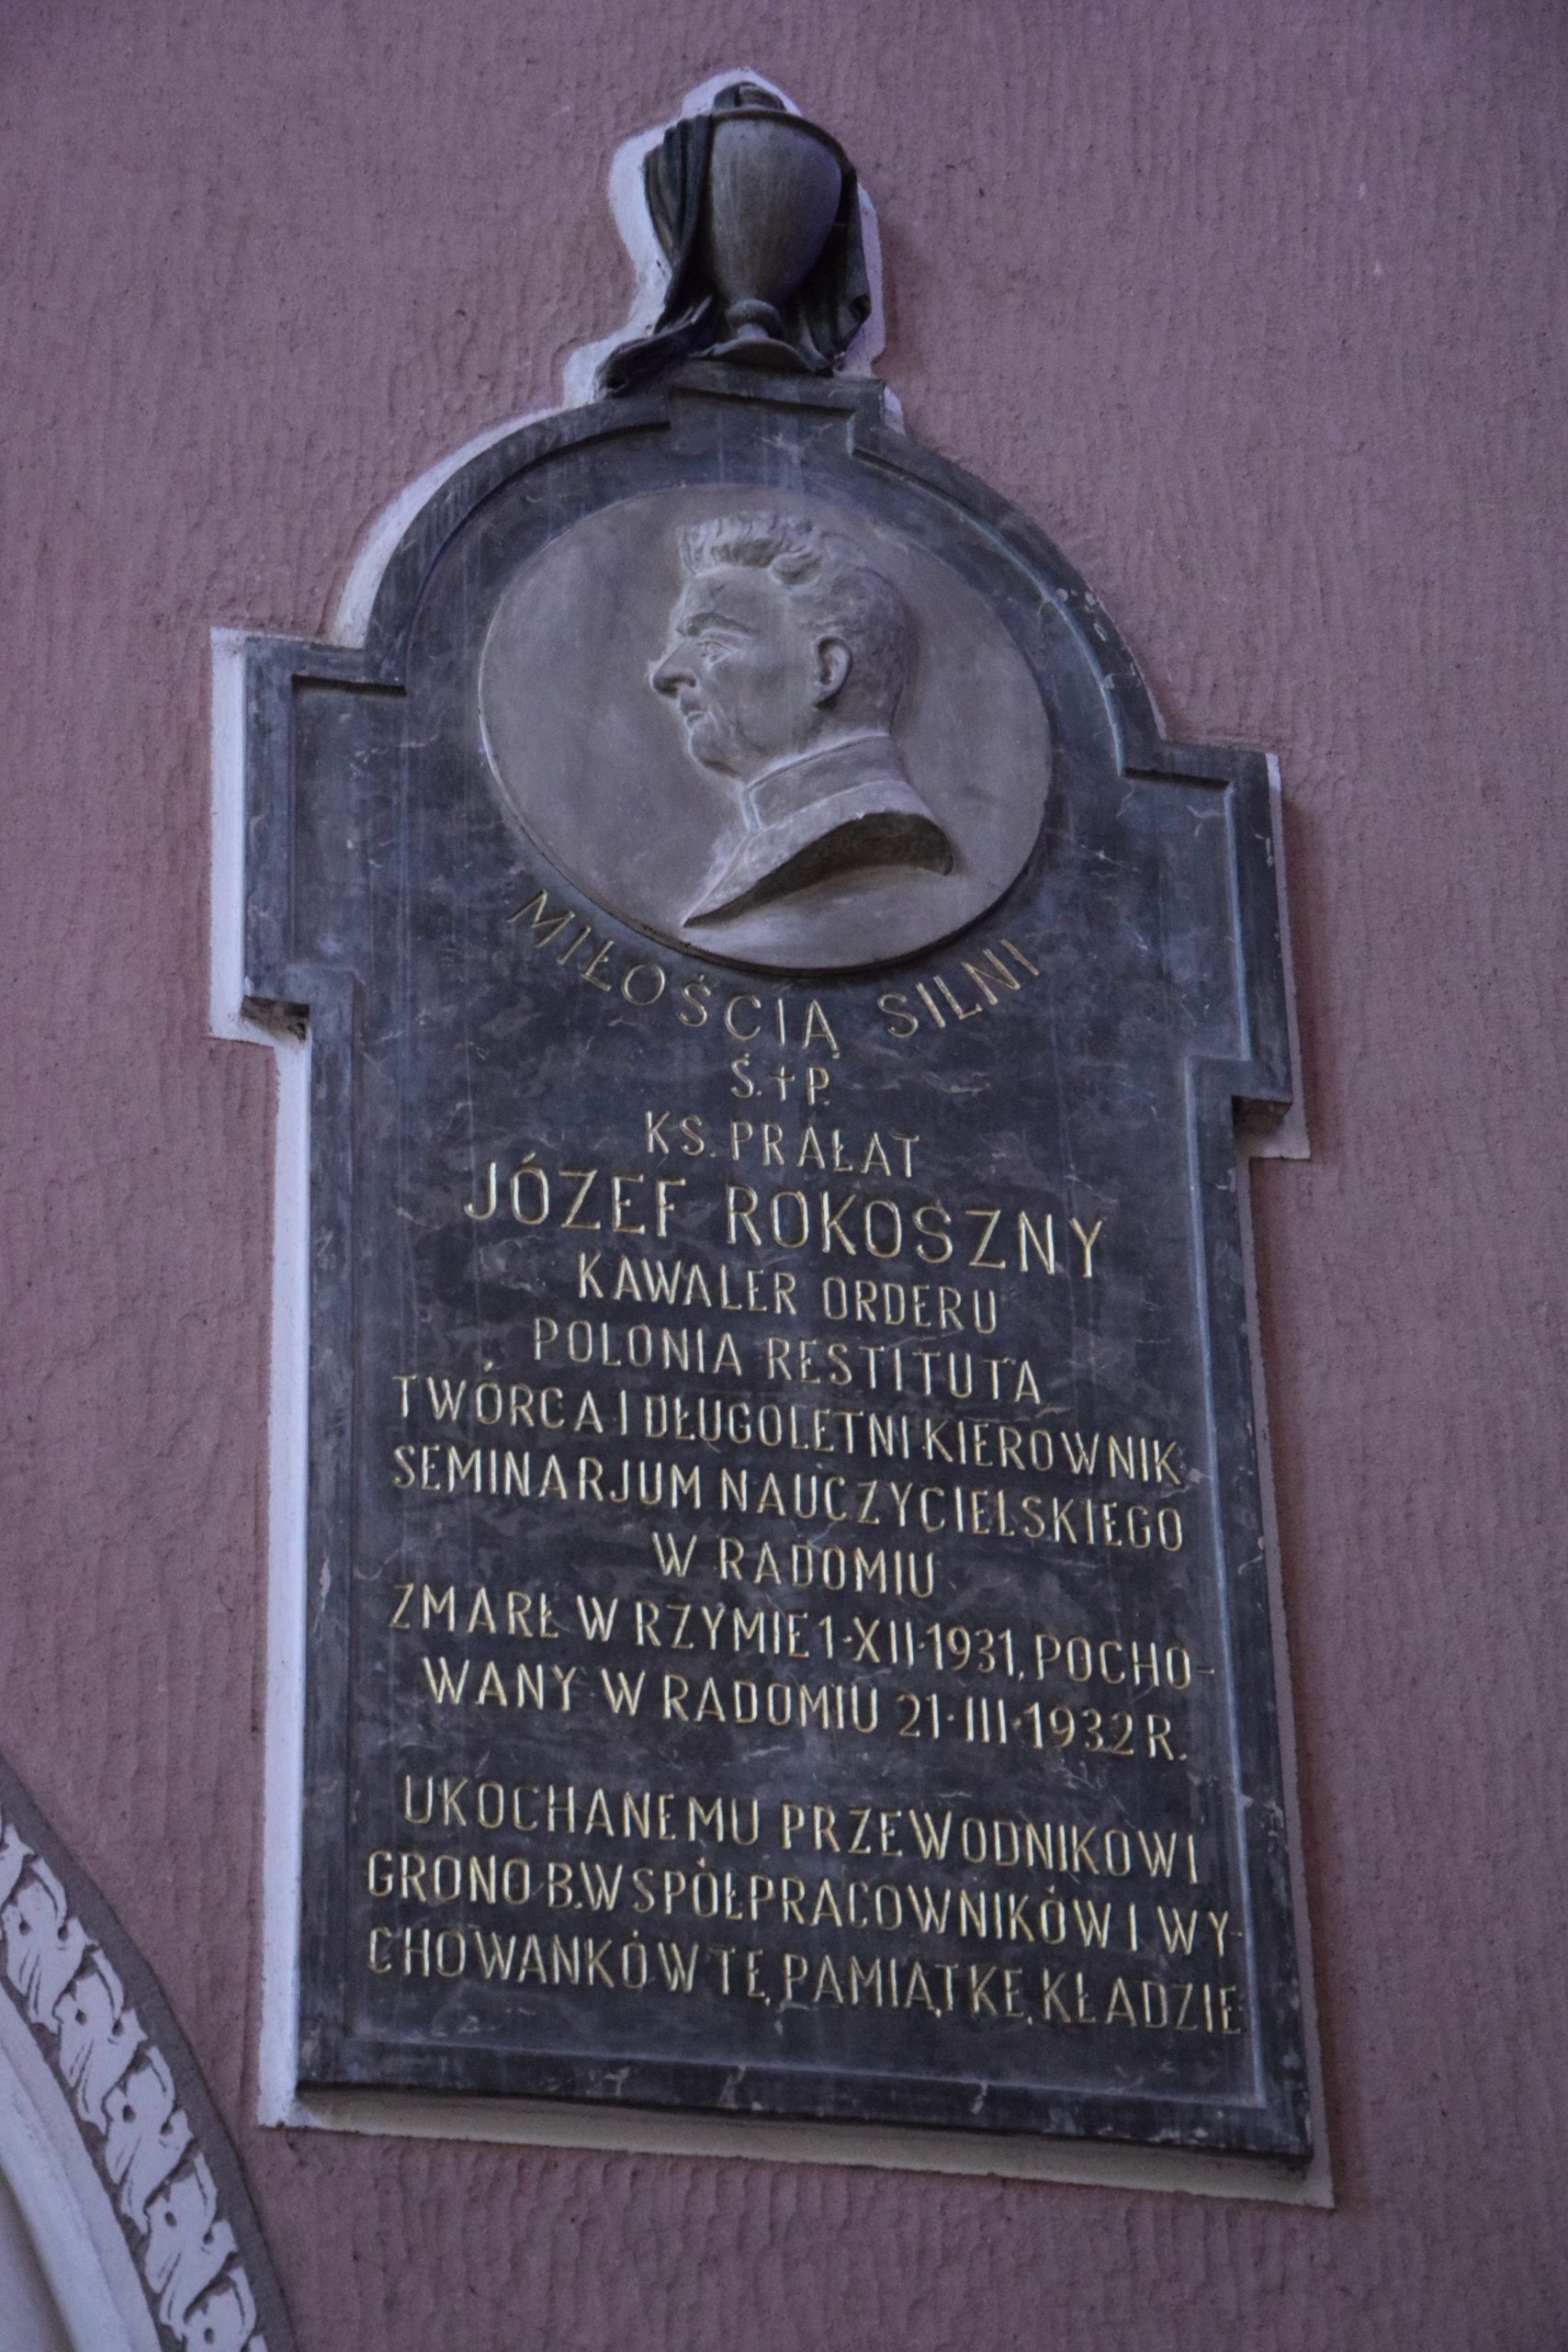 MIŁOŚCIĄ SILNI
Ś.†P.
KS. PRAŁAT
JÓZEF ROKOSZNY
KAWALER ORDERU
POLONIA RESTITUTA
TWÓRCA I DŁUGOLETNI KIEROWNIK
SEMINARJUM NAUCZYCIELSKIEGO
W RADOMIU
ZMARŁ W RZYMIE 1·XII·1931, POCHO-
WANY W RADOMIU 21·III·1932 R.
UKOCHANEMU PRZEWODNIKOWI
GRONO B. WSPÓŁPRACOWNIKÓW I WY-
CHOWANKÓW TĘ PAMIĄTKĘ KŁADZIE